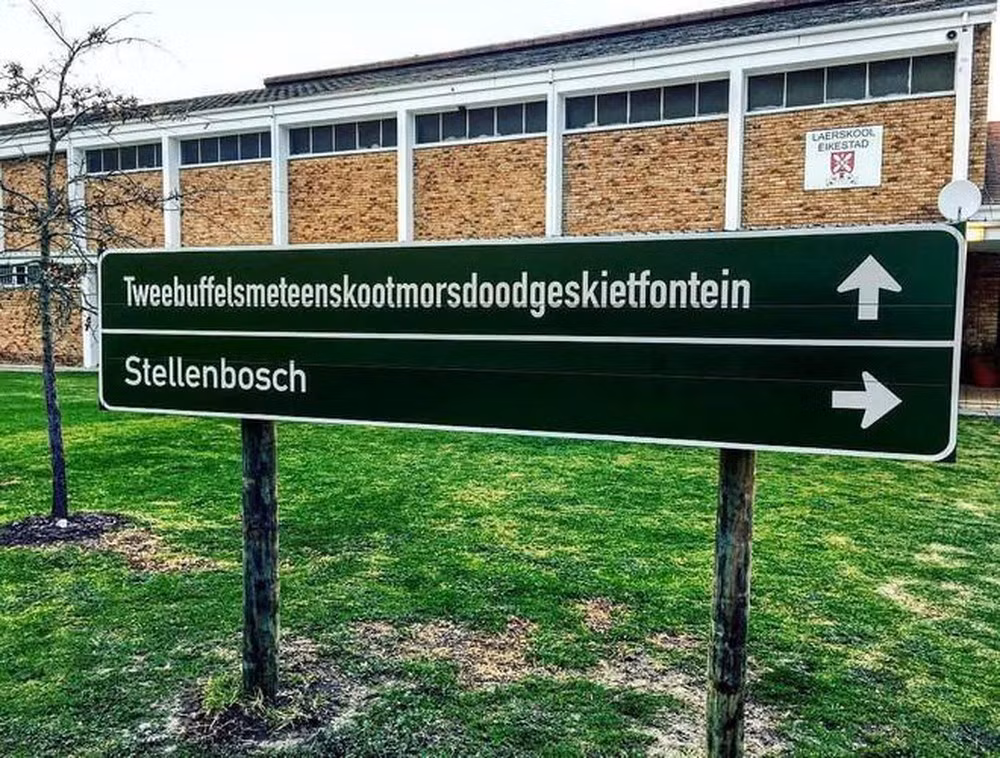 LAERSKOOL
EIKESTAD
Tweebuffelsmeteenskootmorsdoodgeskietfontein
Stellenbosch